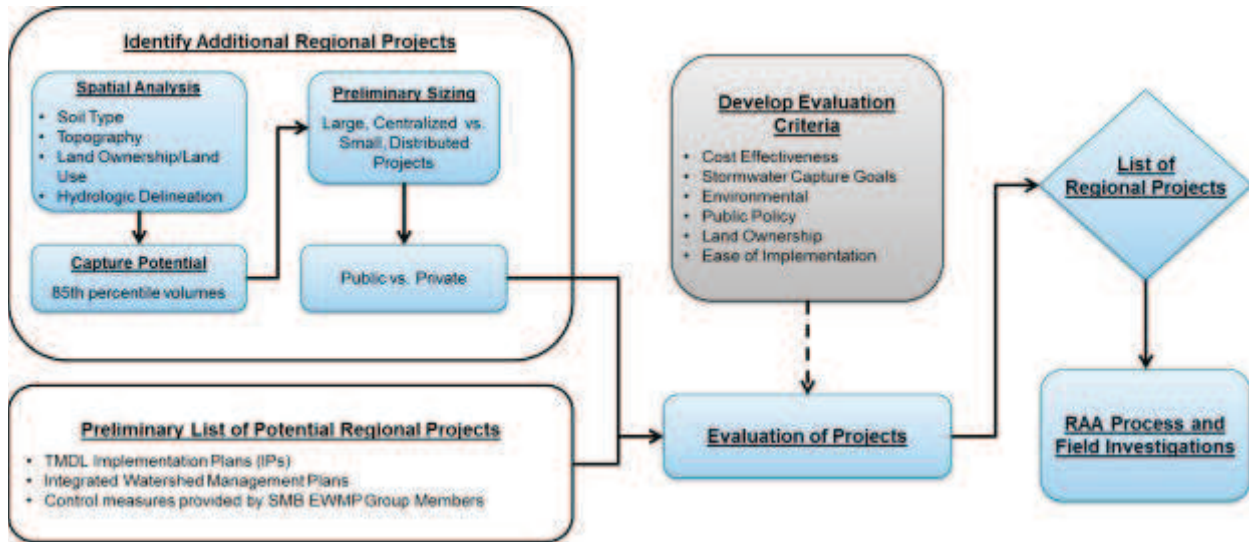 Identify Additional Regional Projects
Spatial Analysis
• Soil Type
• Topography
• Land Ownership/Land
Use
• Hydrologic Delineation
Capture Potential
85th percentile volumes
Preliminary Sizing
Large, Centralized vs.
Small, Distributed
Projects
Public vs. Private
Preliminary List of Potential Regional Projects
• TMDL Implementation Plans (IPs)
• Integrated Watershed Management Plans
• Control measures provided by SMB EWMP Group Members
Develop Evaluation
Criteria
• Cost Effectiveness
• Stormwater Capture Goals
• Environmental
• Public Policy
• Land Ownership
• Ease of Implementation
Evaluation of Projects
List of
Regional Projects
RAA Process and
Field Investigations